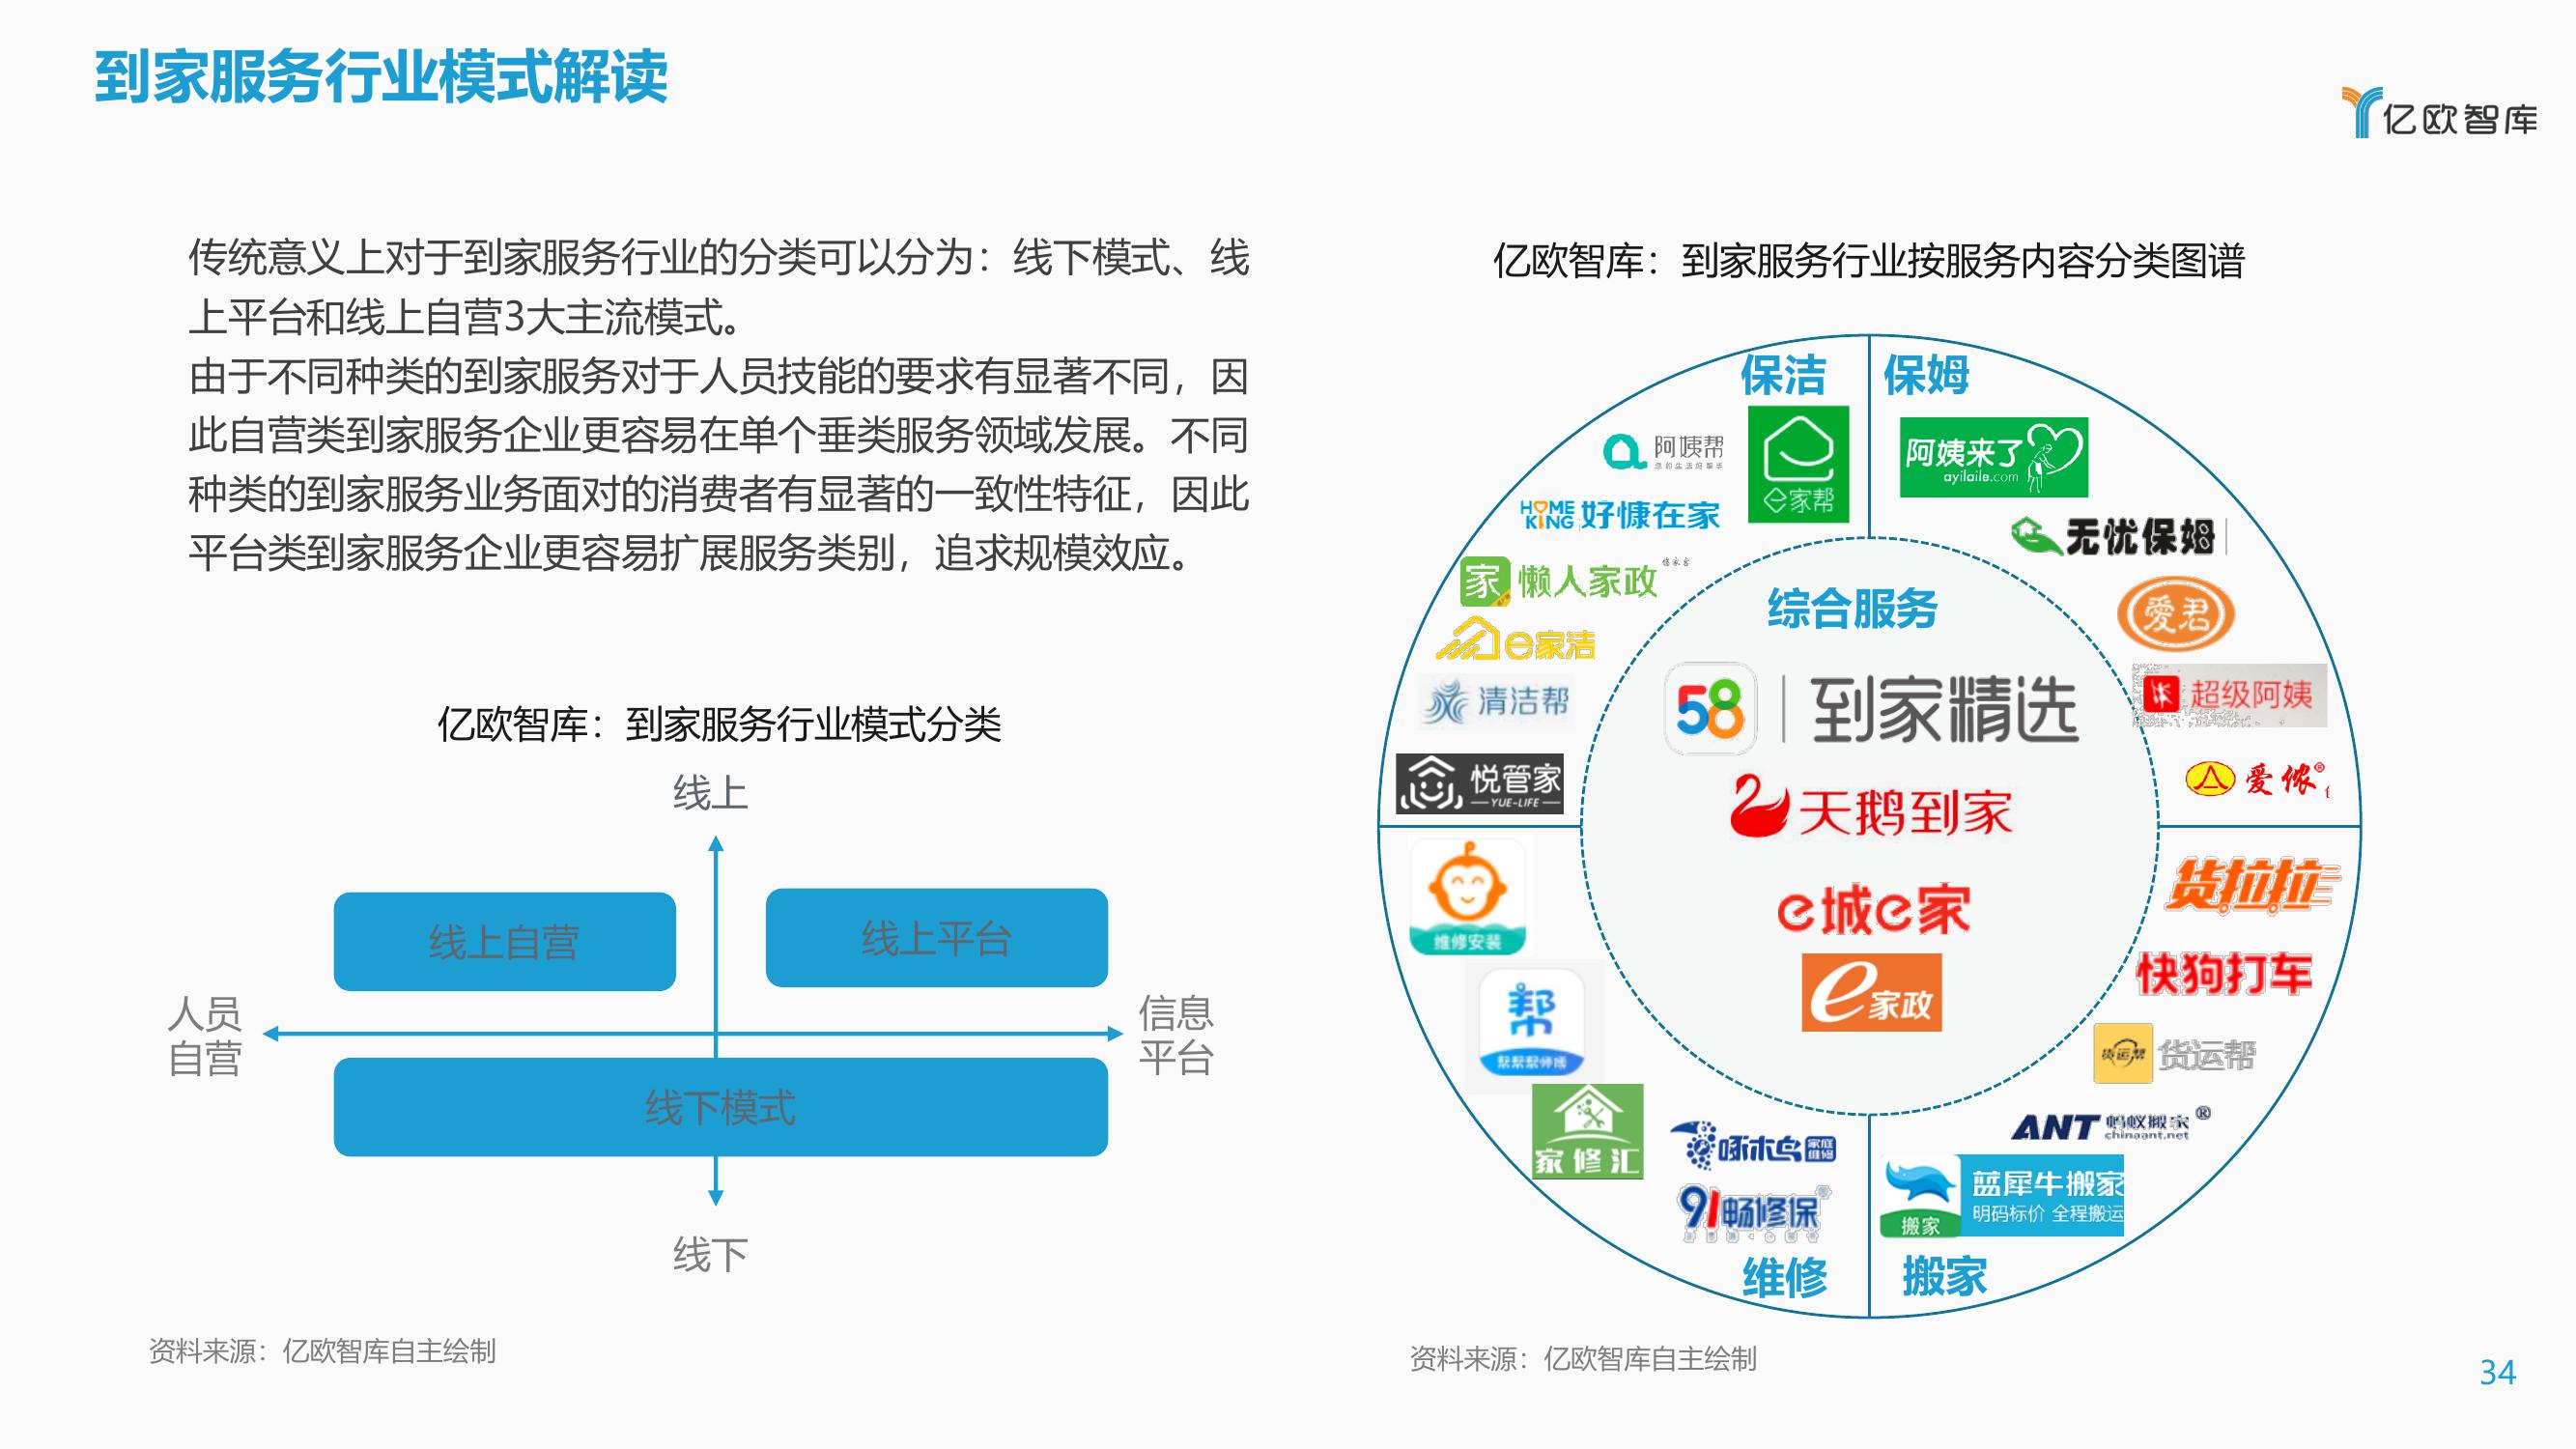 到家服务行业模式解读
亿欧智库
传统意义上对于到家服务行业的分类可以分为：线下模式、线
上平台和线上自营3大主流模式。
由于不同种类的到家服务对于人员技能的要求有显著不同，因
此自营类到家服务企业更容易在单个垂类服务领域发展。不同
种类的到家服务业务面对的消费者有显著的一致性特征，因此
平台类到家服务企业更容易扩展服务类别，追求规模效应。
亿欧智库：到家服务行业模式分类
线上
线上自营
线上平台
人员
自营
信息
平台
线下模式
线下
资料来源：亿欧智库自主绘制
亿欧智库：到家服务行业按服务内容分类图谱
保洁
阿姨帮
e家帮
HOME
KING
好慷在家
家 懒人家政
e家洁
清洁帮
悦管家
YUE-LIFE
保姆
阿姨来了
ayilaile.com
无忧保姆
愛君
超级阿姨
爱侬®
综合服务
58 到家精选
天鹅到家
e城e家
e家政
维修安装
帮
家修汇
啄木鸟 家庭
维修
91畅修保
维修
货拉拉
快狗打车
货运帮 货运帮
ANT 蚂蚁搬家®
chinaant.net
蓝犀牛搬家
明码标价 全程搬运
搬家
搬家
资料来源：亿欧智库自主绘制
34